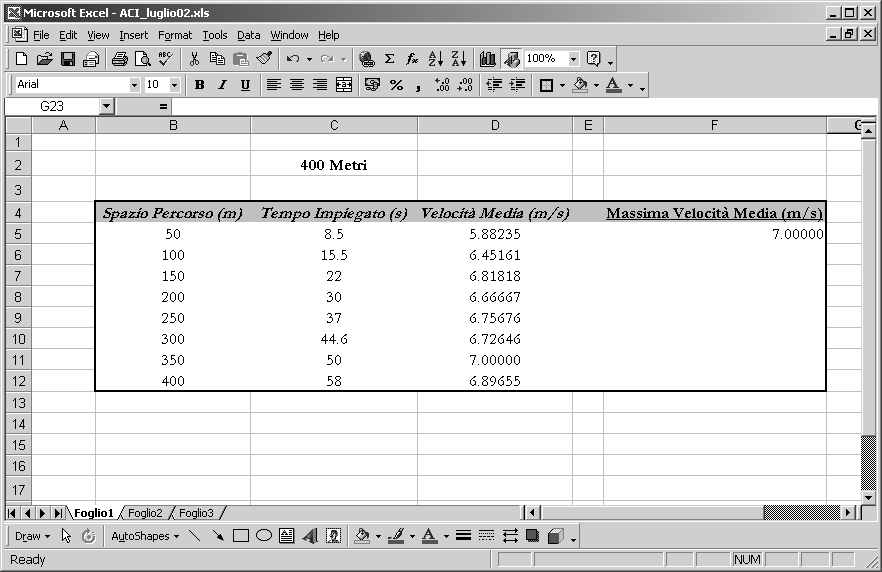 Microsoft Excel - ACI_luglio02.xls
File Edit View Insert Format Tools Data Window Help
100%
Arial 10 B I U % ,
G23 =
A B C D E F G
1
2 400 Metri
3
4 Spazio Percorso (m) Tempo Impiegato (s) Velocità Media (m/s) Massima Velocità Media (m/s)
5 50 8.5 5.88235 7.00000
6 100 15.5 6.45161
7 150 22 6.81818
8 200 30 6.66667
9 250 37 6.75676
10 300 44.6 6.72646
11 350 50 7.00000
12 400 58 6.89655
13
14
15
16
17
Foglio1 Foglio2 Foglio3
Draw AutoShapes
Ready NUM